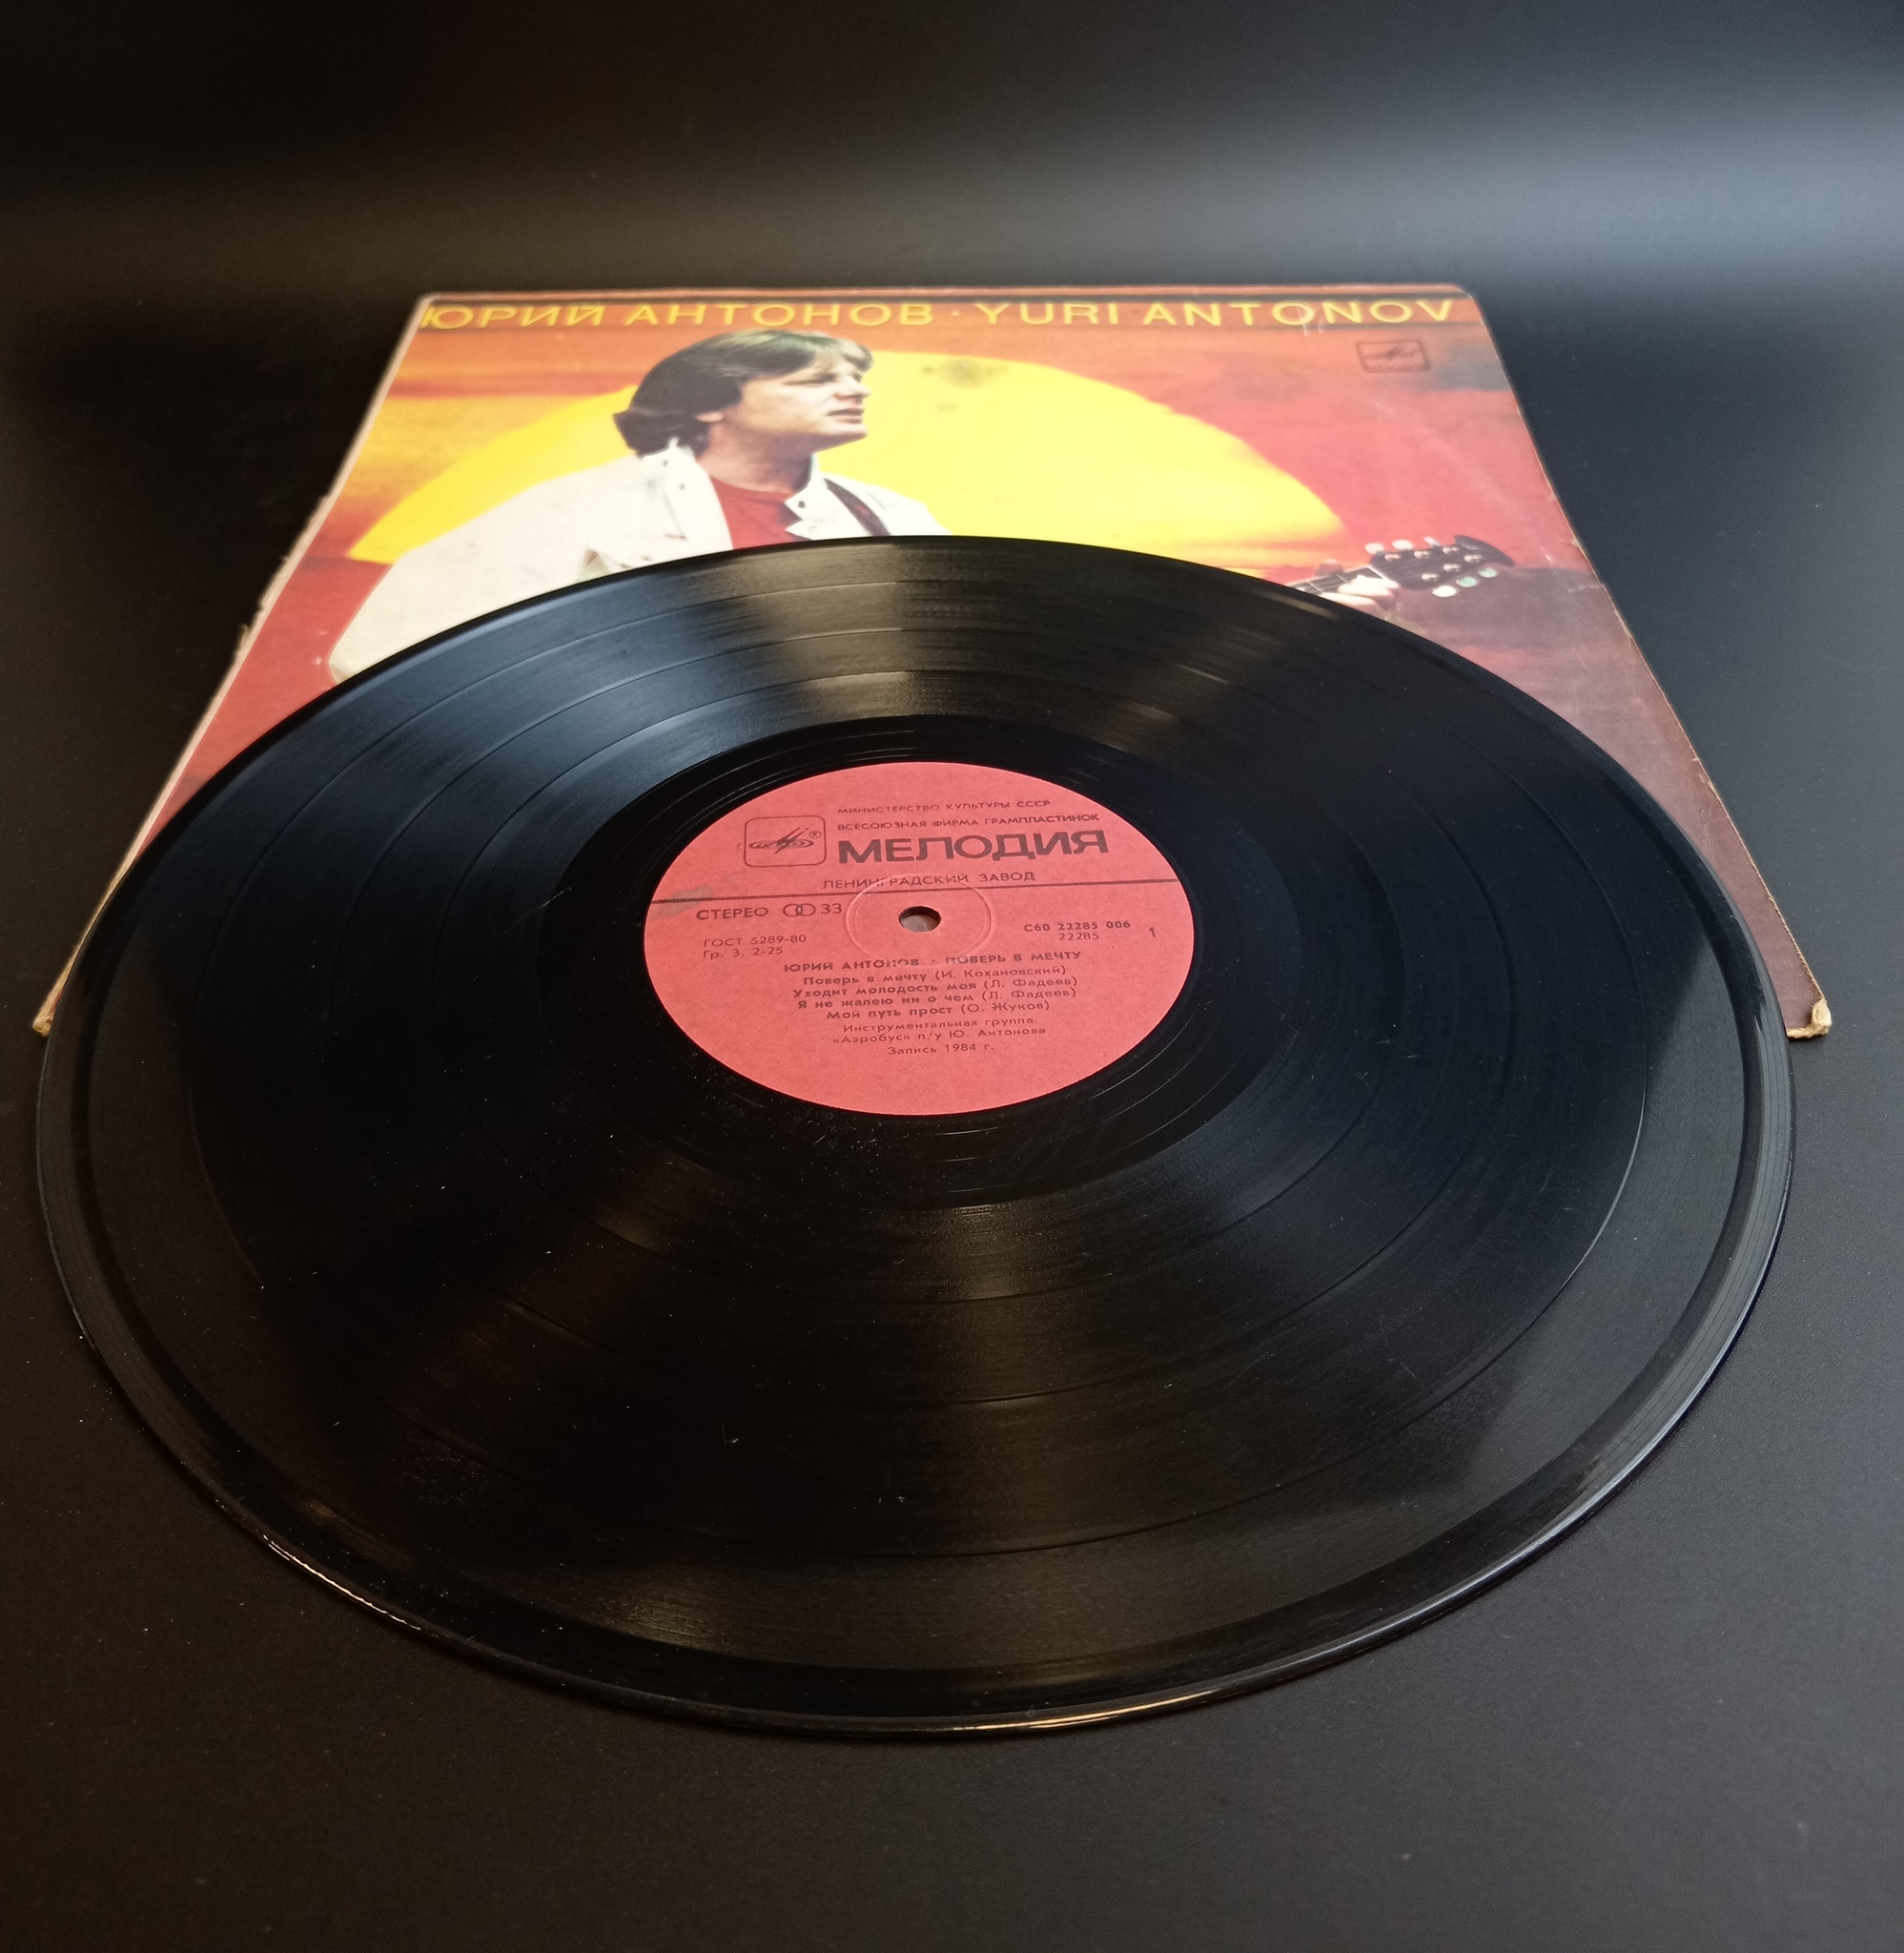 ЮРИЙ АНТОНОВ · YURI ANTONOV
МИНИСТЕРСТВО КУЛЬТУРЫ СССР
ВСЕСОЮЗНАЯ ФИРМА ГРАМПЛАСТИНОК
МЕЛОДИЯ
ЛЕНИНГРАДСКИЙ ЗАВОД
СТЕРЕО 33
ГОСТ 5289-80
Гр. 3. 2-25
С60 22285 006
22285
1
ЮРИЙ АНТОНОВ · ПОВЕРЬ В МЕЧТУ
Поверь в мечту (И. Кохановский)
Уходит молодость моя (Л. Фадеев)
Я не жалею ни о чем (Л. Фадеев)
Мой путь прост (О. Жуков)
Инструментальная группа
«Аэробус» п/у Ю. Антонова
Запись 1984 г.